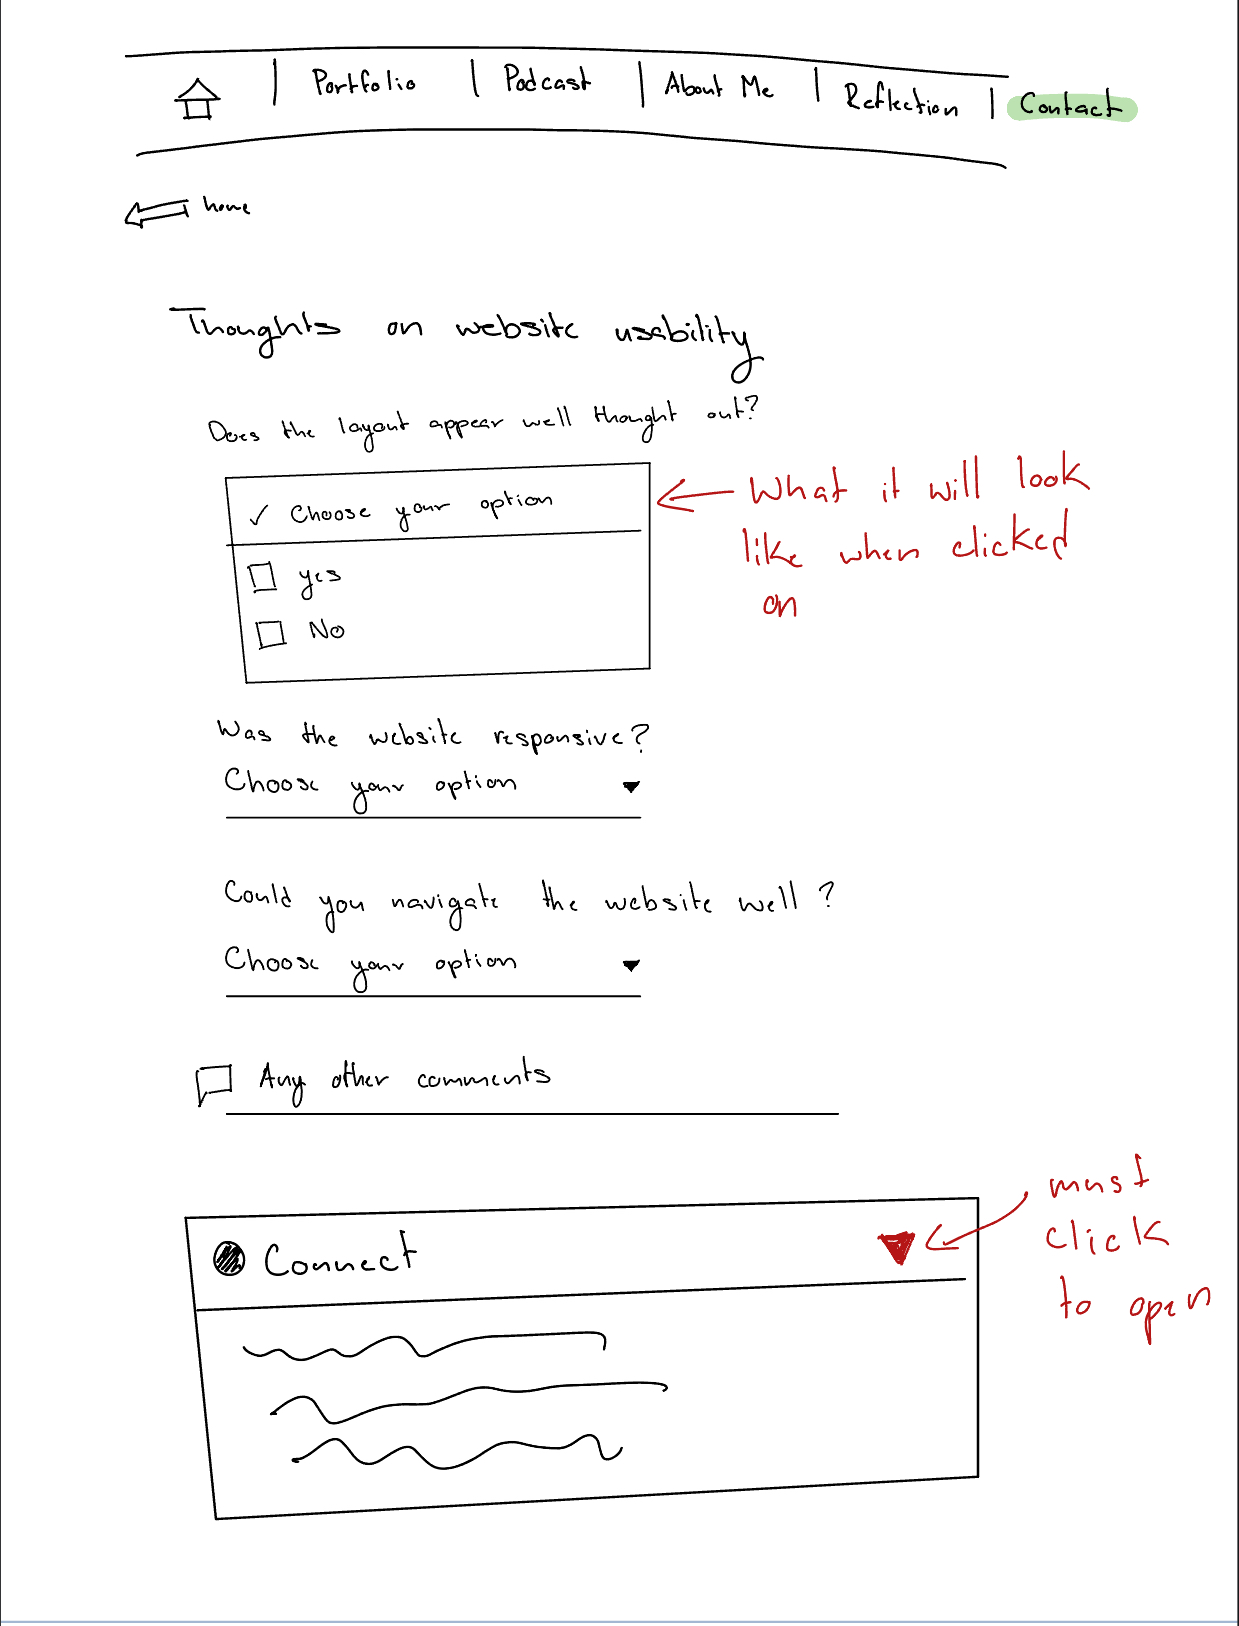 Portfolio | Podcast | About Me | Reflection | Contact
home
Thoughts on website usability
Does the layout appear well thought out?
✓ Choose your option
yes
No
What it will look
like when clicked
on
Was the website responsive?
Choose your option
Could you navigate the website well?
Choose your option
Any other comments
Connect
must
click
to open